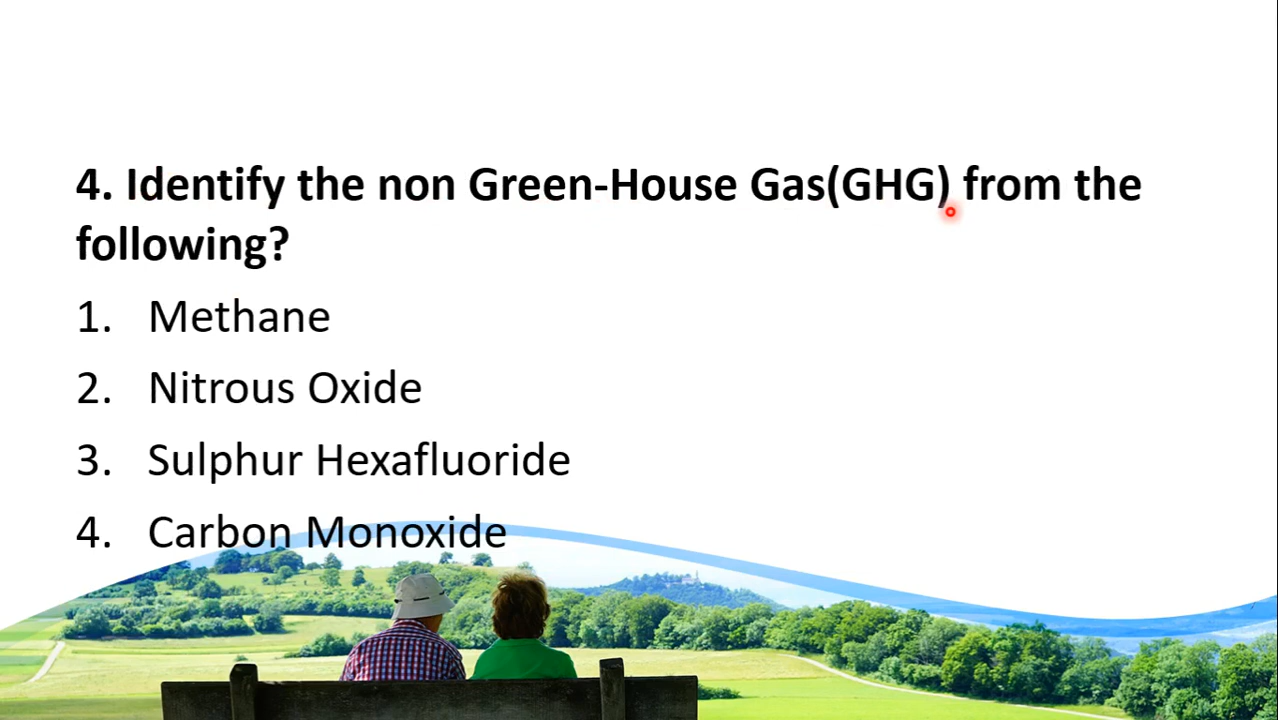 4. Identify the non Green-House Gas(GHG) from the
following?
1. Methane
2. Nitrous Oxide
3. Sulphur Hexafluoride
4. Carbon Monoxide